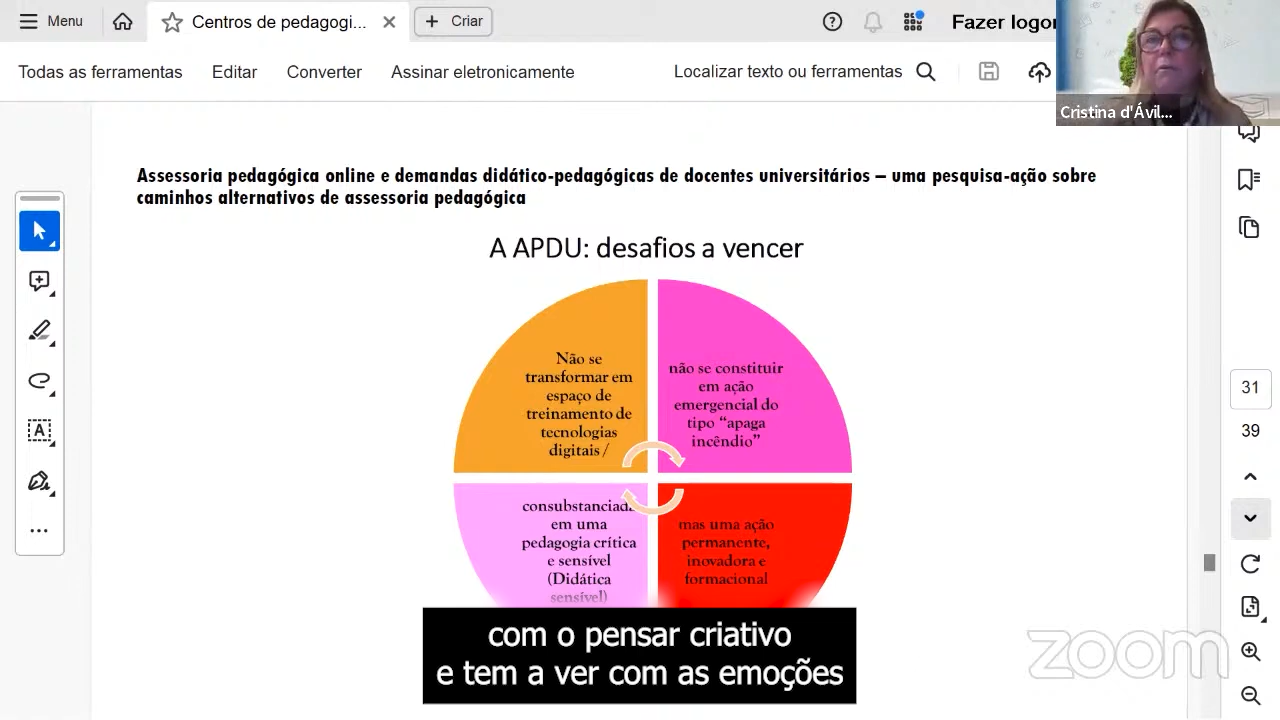 Menu
Centros de pedagogi...
Criar
Fazer logon
Todas as ferramentas
Editar
Converter
Assinar eletronicamente
Localizar texto ou ferramentas
Cristina d'Ávil...
Assessoria pedagógica online e demandas didático-pedagógicas de docentes universitários – uma pesquisa-ação sobre
caminhos alternativos de assessoria pedagógica
A APDU: desafios a vencer
Não se
transformar em
espaço de
treinamento de
tecnologias
digitais /
não se constituir
em ação
emergencial do
tipo “apaga
incêndio”
consubstanciad
em uma
pedagogia crítica
e sensível
(Didática
sensível)
mas uma ação
permanente,
inovadora e
formacional
31
39
com o pensar criativo
e tem a ver com as emoções
zoom